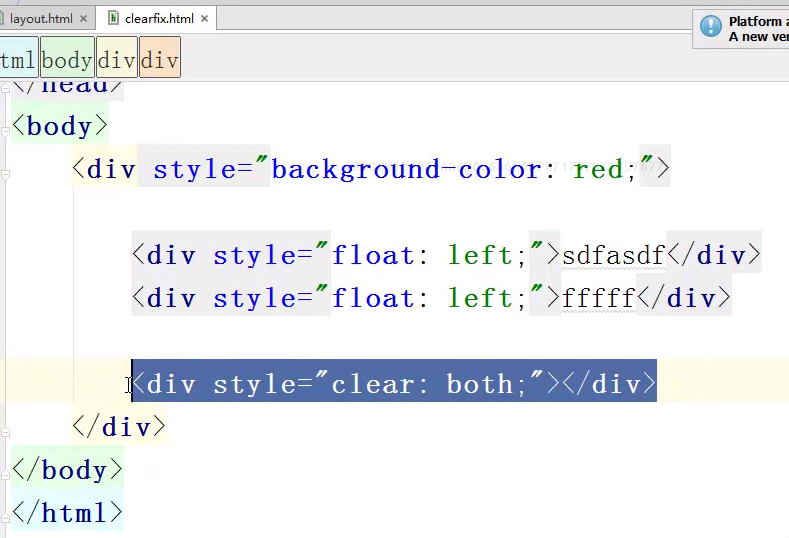 layout.html × clearfix.html ×
Platform a
A new ver
tml body div div
</head>
<body>
<div style="background-color: red;">
<div style="float: left;">sdfasdf</div>
<div style="float: left;">fffff</div>
<div style="clear: both;"></div>
</div>
</body>
</html>